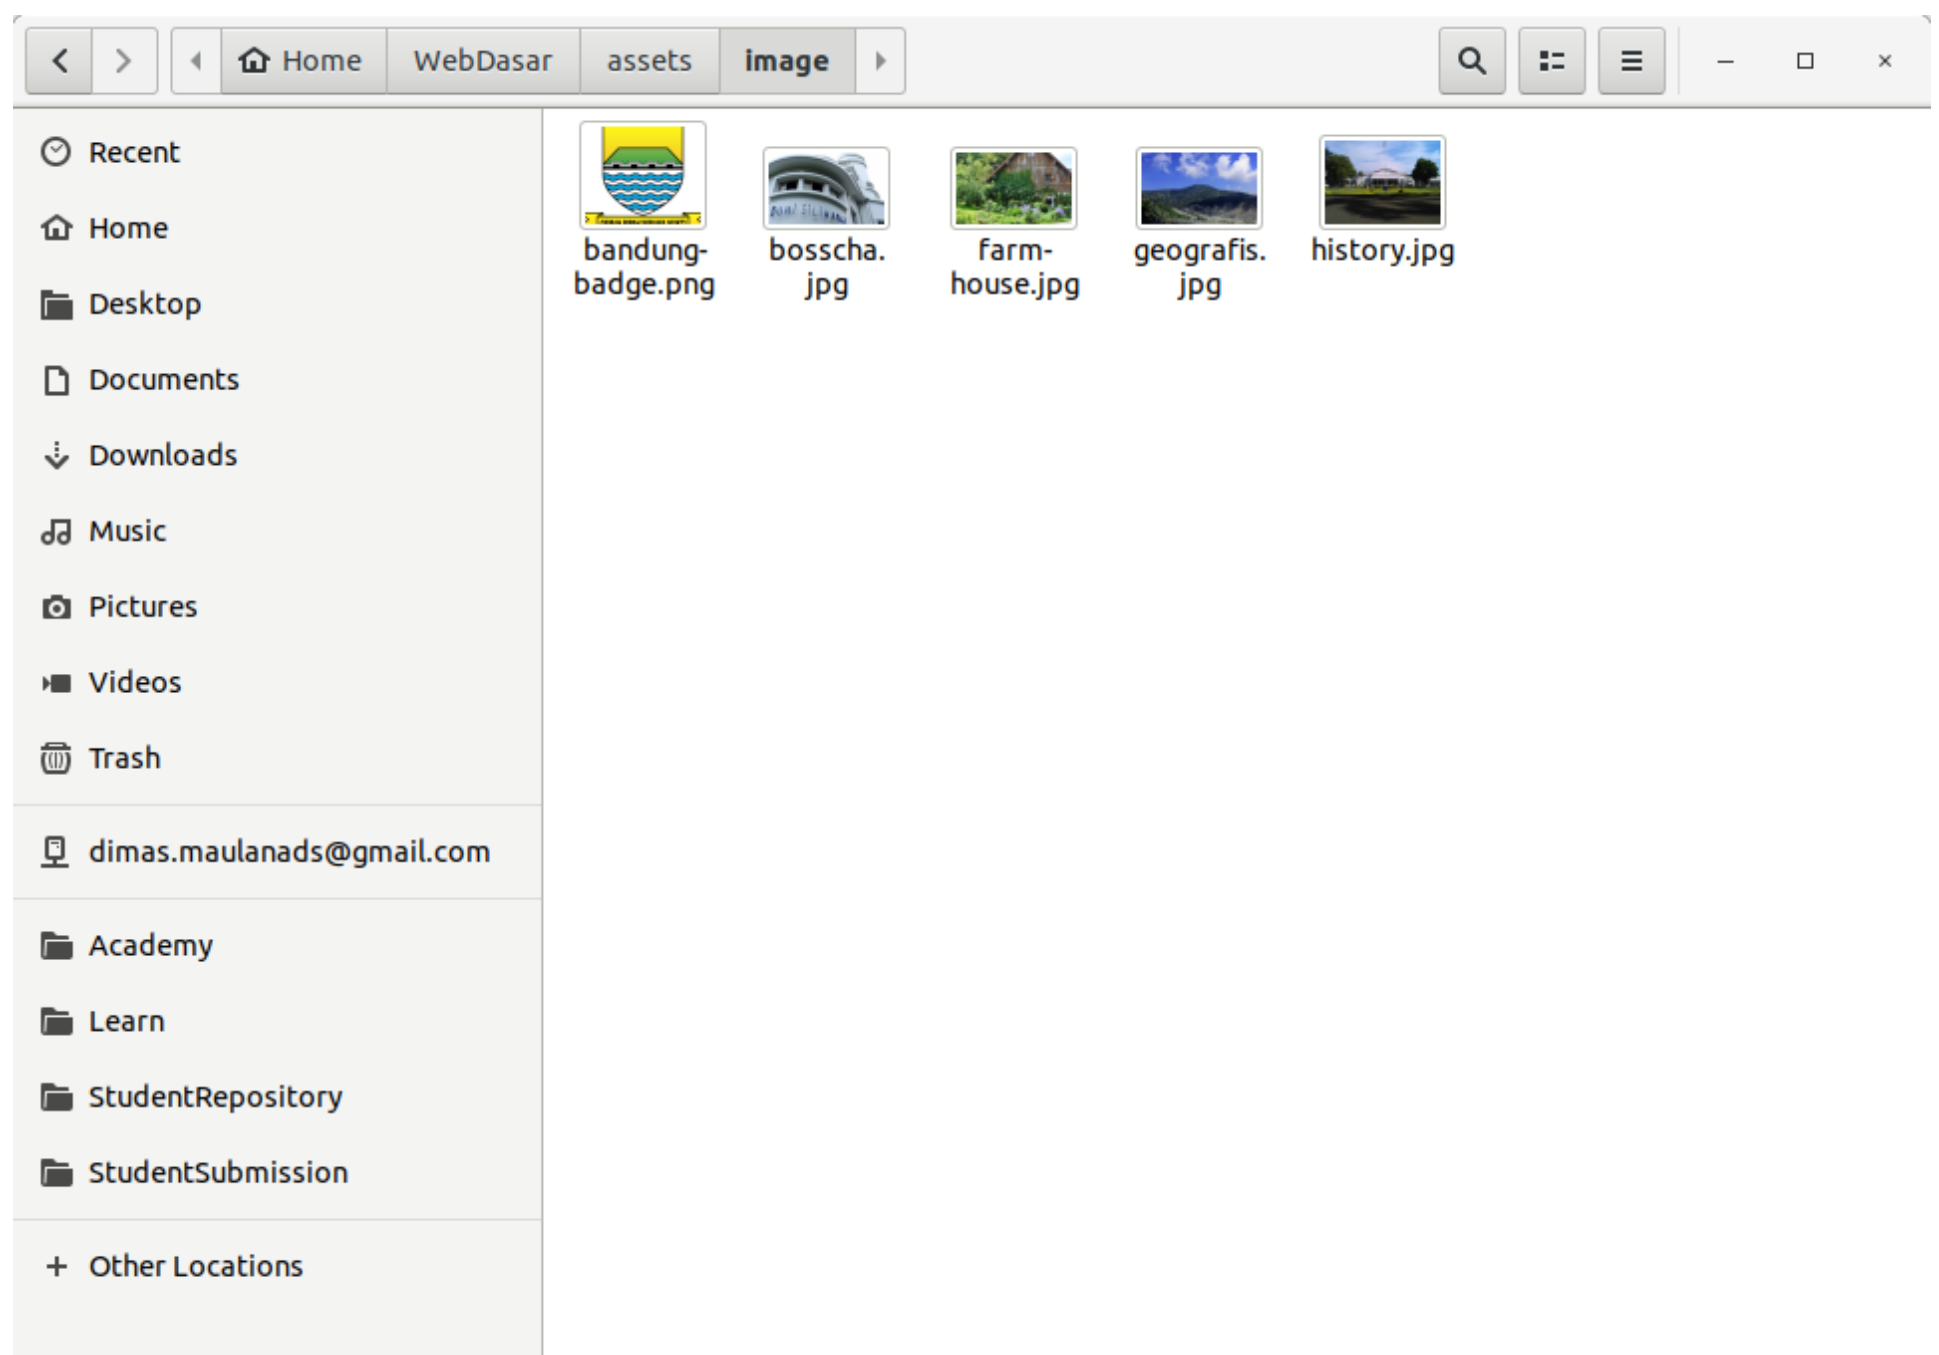 Home WebDasar assets image
Recent
Home
Desktop
Documents
Downloads
Music
Pictures
Videos
Trash
dimas.maulanads@gmail.com
Academy
Learn
StudentRepository
StudentSubmission
Other Locations
bandung-
badge.png
bosscha.
jpg
farm-
house.jpg
geografis.
jpg
history.jpg